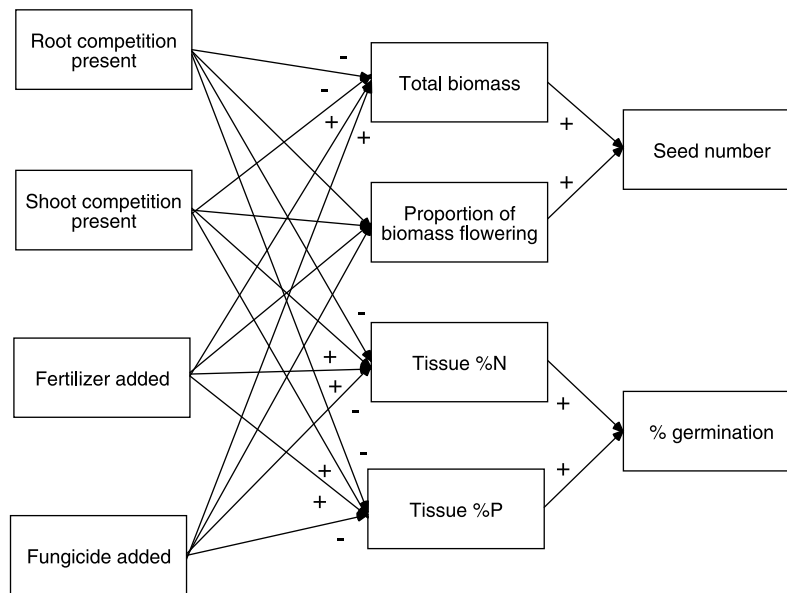 Root competition
present
Shoot competition
present
Fertilizer added
Fungicide added
-
-
+
+
Total biomass
Proportion of
biomass flowering
-
+
+
-
Tissue %N
-
+
+
-
Tissue %P
+
+
Seed number
+
+
% germination